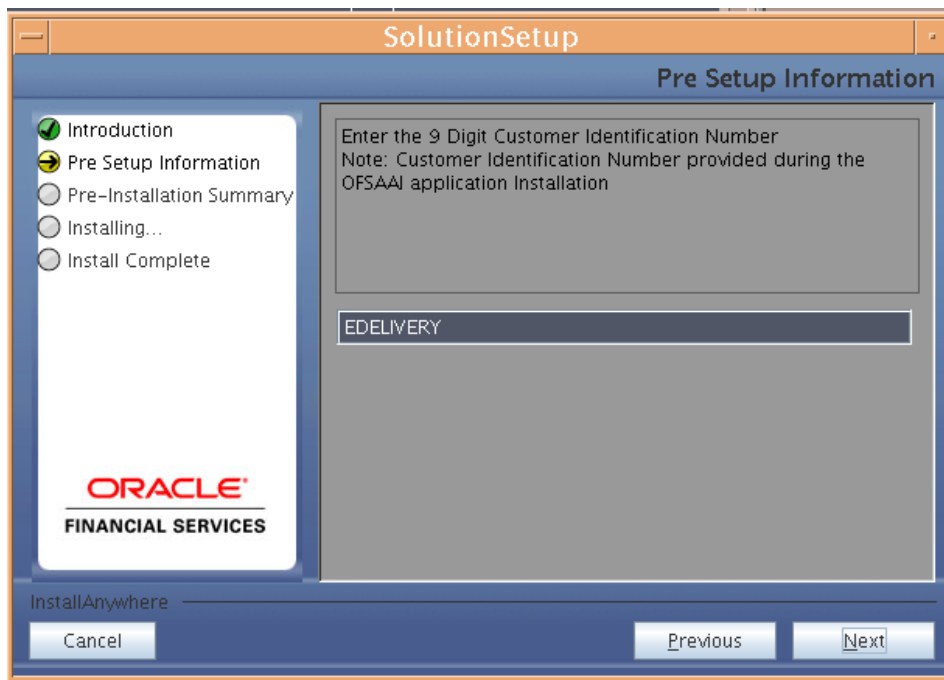 SolutionSetup
Pre Setup Information
Introduction
Pre Setup Information
Pre-Installation Summary
Installing...
Install Complete
ORACLE
FINANCIAL SERVICES
Enter the 9 Digit Customer Identification Number
Note: Customer Identification Number provided during the
OFSAAI application Installation
EDELIVERY
InstallAnywhere
Cancel
Previous
Next